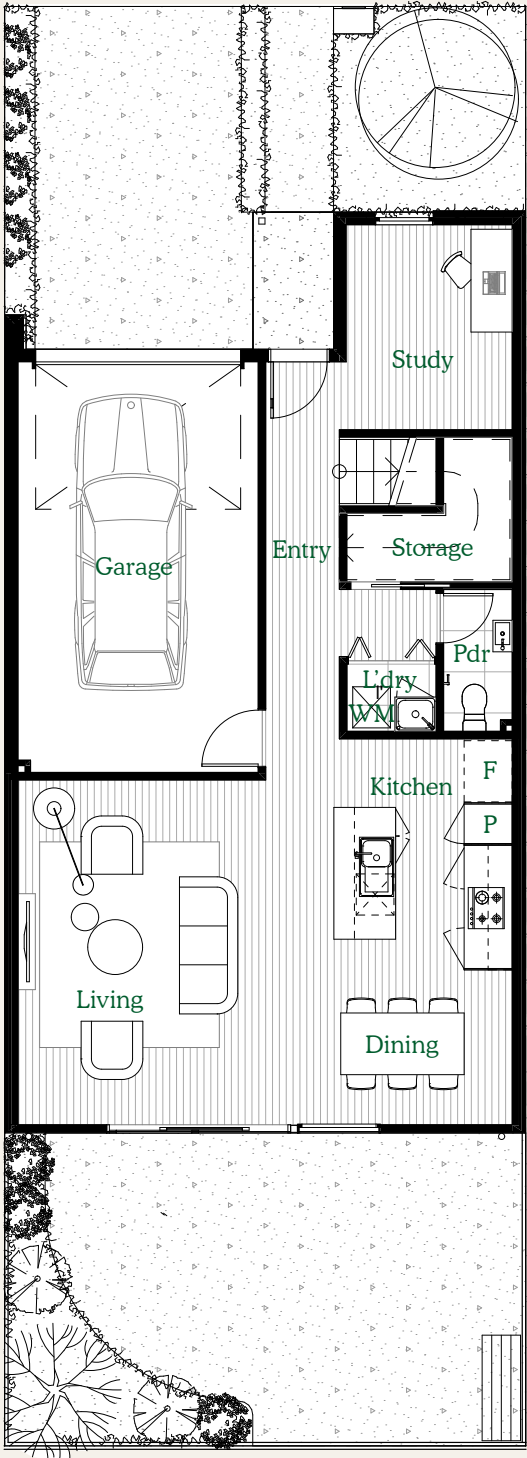 Study
Entry
Storage
Garage
Pdr
L'dry
WM
F
Kitchen
P
Living
Dining